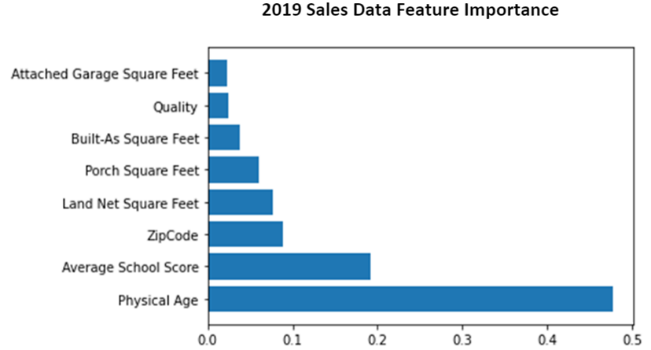 2019 Sales Data Feature Importance
Attached Garage Square Feet
Quality
Built-As Square Feet
Porch Square Feet
Land Net Square Feet
ZipCode
Average School Score
Physical Age
0.0 0.1 0.2 0.3 0.4 0.5